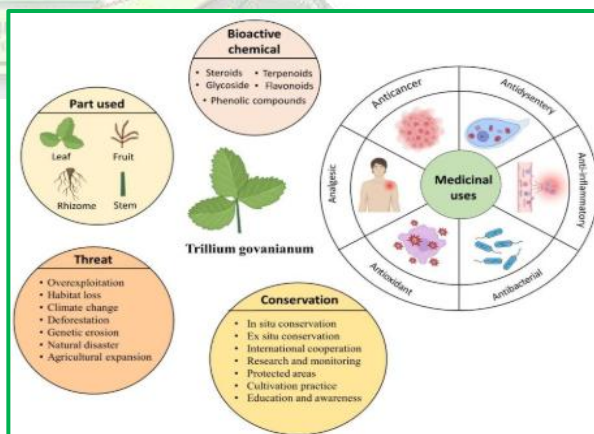 Bioactive
chemical
• Steroids • Terpenoids
• Glycoside • Flavonoids
• Phenolic compounds
Part used
Leaf Fruit
Rhizome Stem
Trillium govanianum
Medicinal
uses
Anticancer
Antidysentery
Anti-inflammatory
Antibacterial
Antioxidant
Analgesic
Threat
• Overexploitation
• Habitat loss
• Climate change
• Deforestation
• Genetic erosion
• Natural disaster
• Agricultural expansion
Conservation
• In situ conservation
• Ex situ conservation
• International cooperation
• Research and monitoring
• Protected areas
• Cultivation practice
• Education and awareness